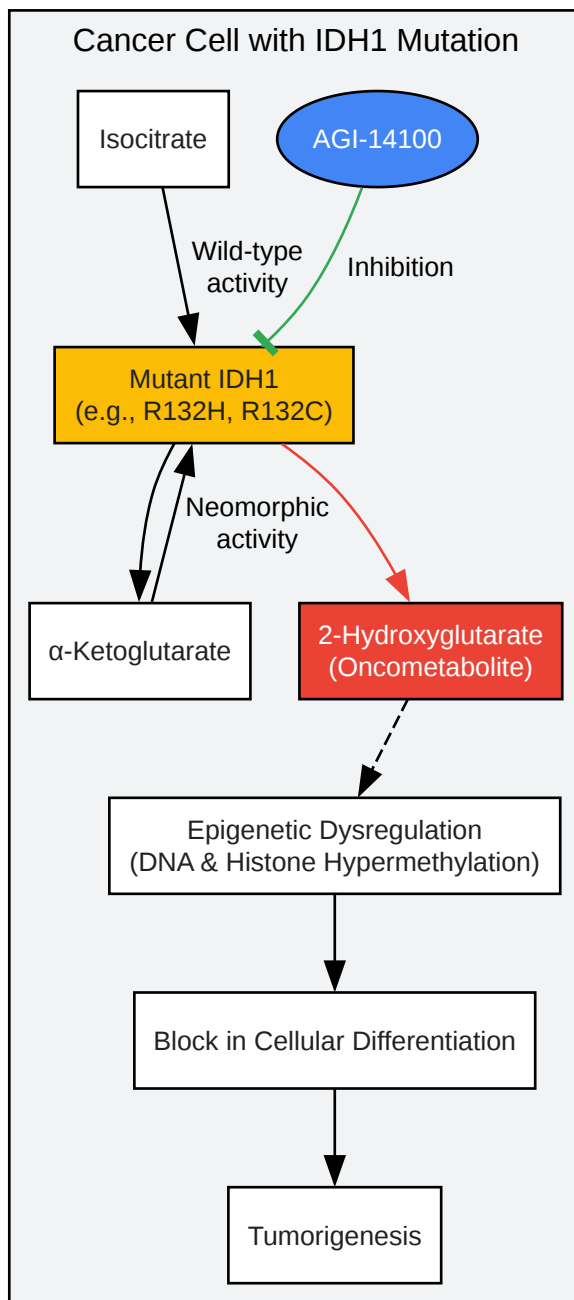 Cancer Cell with IDH1 Mutation
Isocitrate
AGI-14100
Wild-type
activity
Inhibition
Mutant IDH1
(e.g., R132H, R132C)
Neomorphic
activity
α-Ketoglutarate
2-Hydroxyglutarate
(Oncometabolite)
Epigenetic Dysregulation
(DNA & Histone Hypermethylation)
Block in Cellular Differentiation
Tumorigenesis